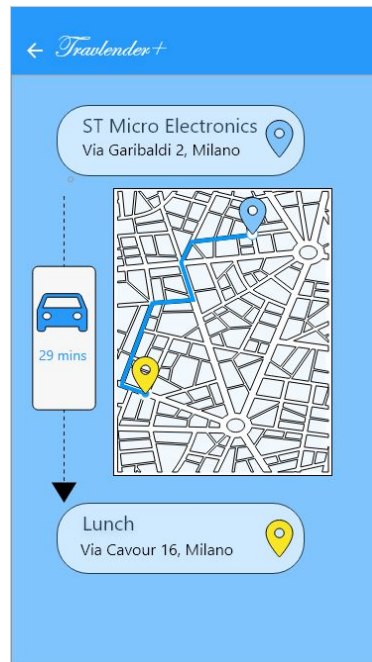 Travlender+
ST Micro Electronics
Via Garibaldi 2, Milano
29 mins
Lunch
Via Cavour 16, Milano